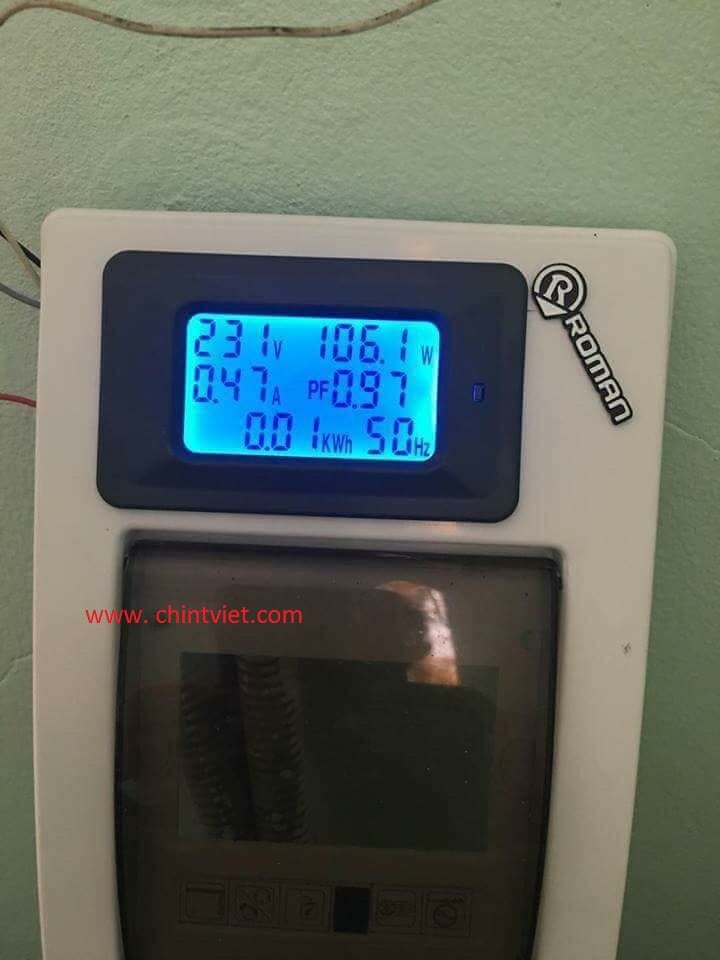 231V 106.1W
0.47A PF0.97
0.01KWh 50Hz
R ROMAN
www. chintviet.com